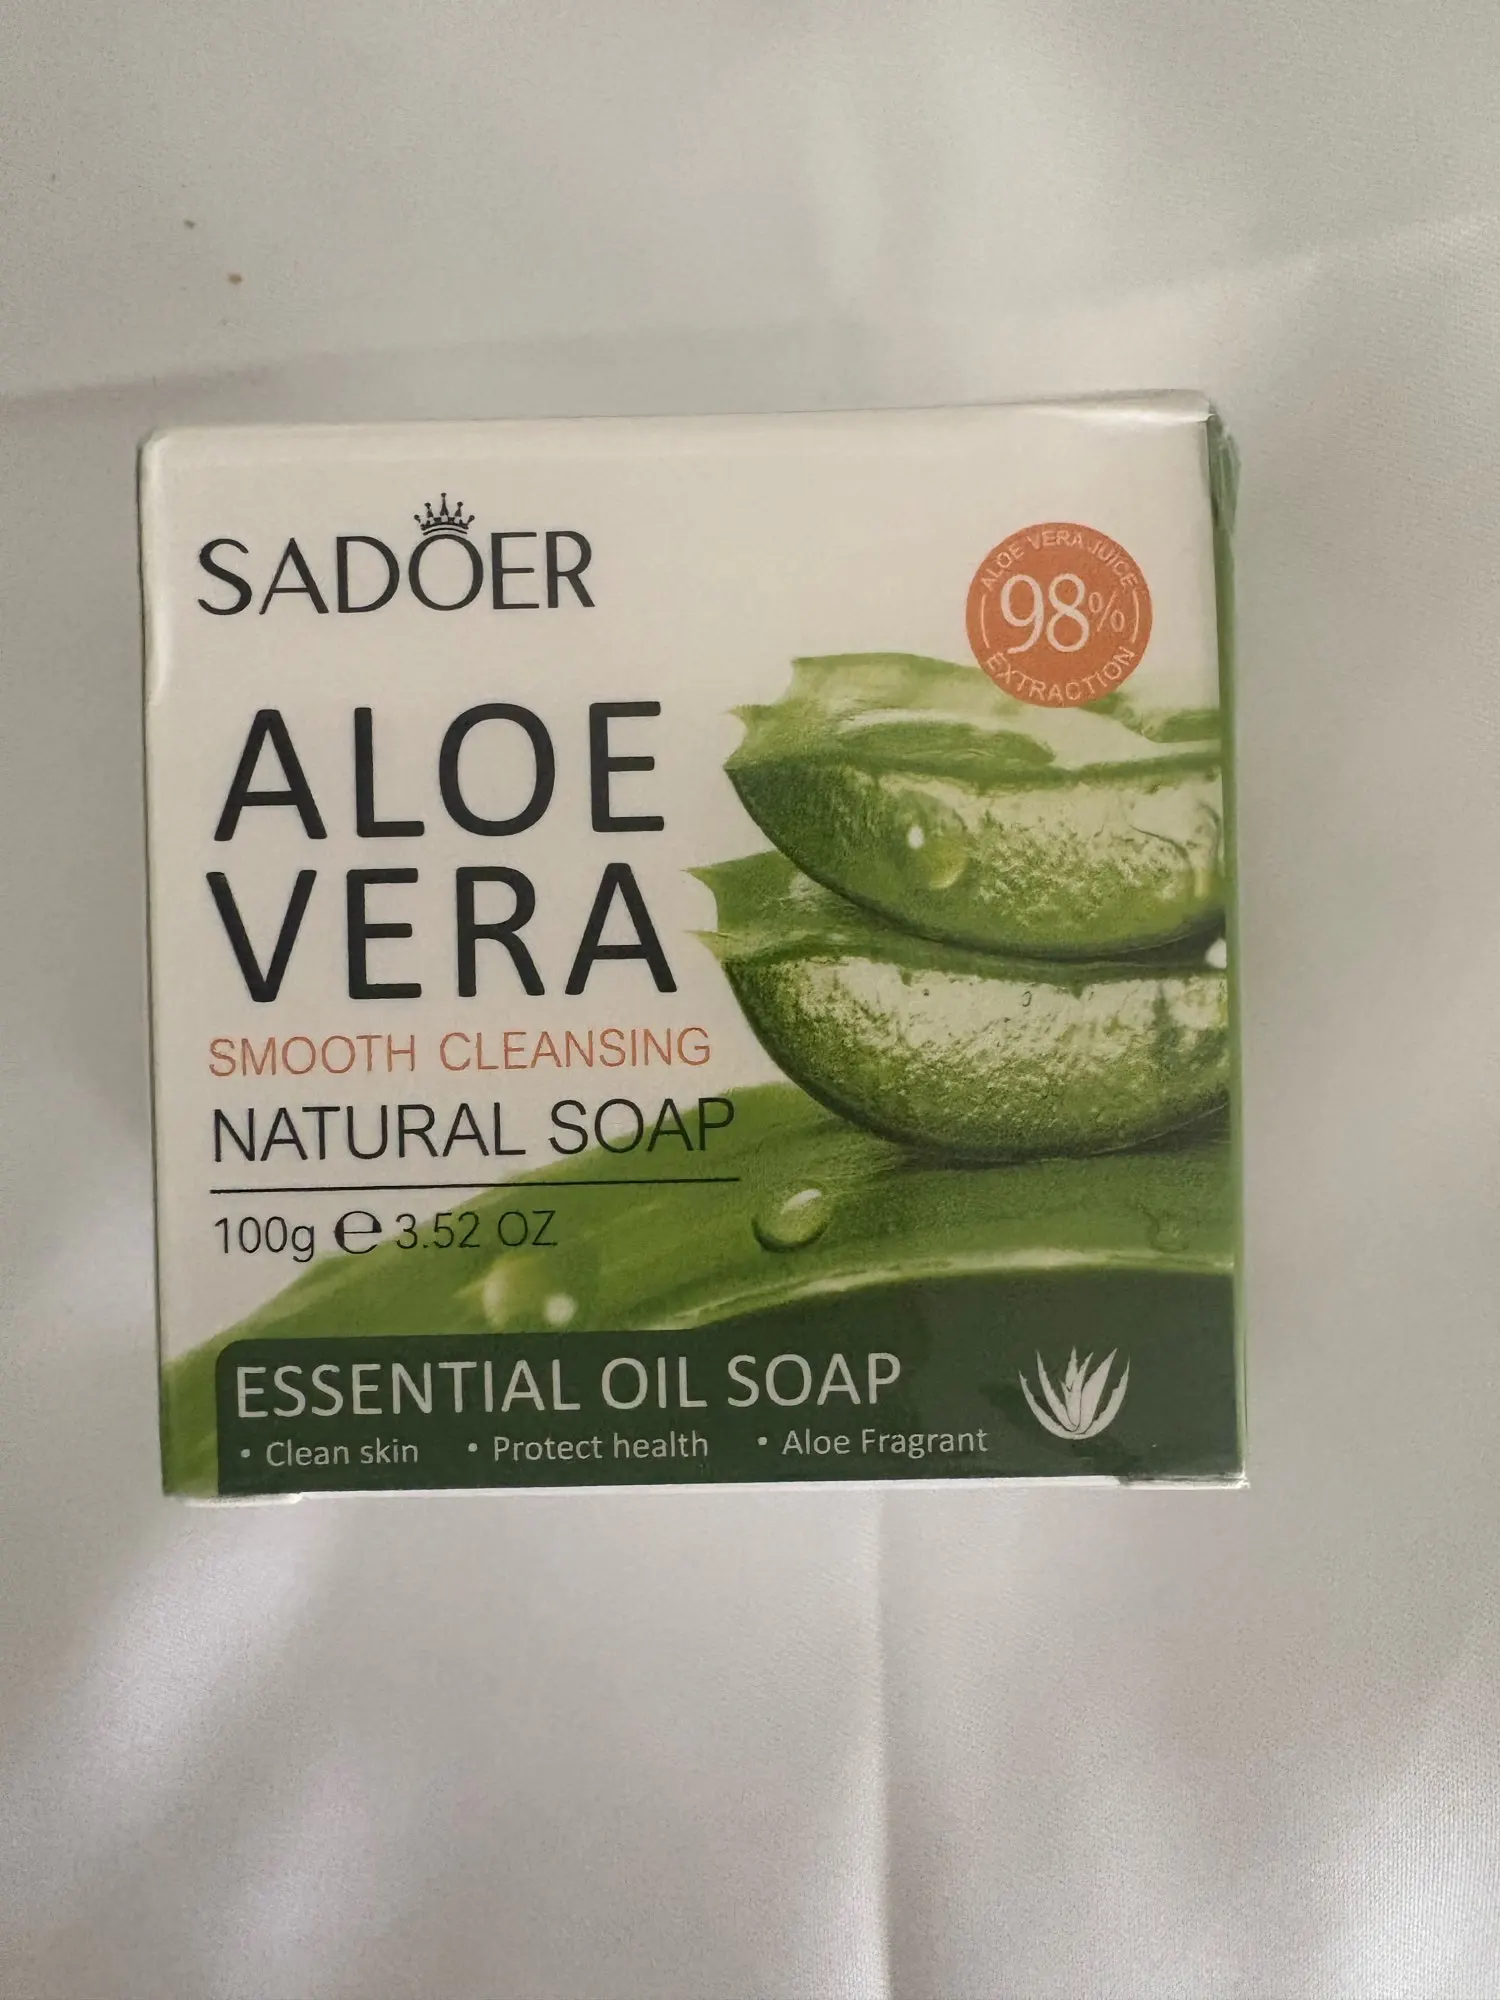 SADOER
ALOE VERA JUICE
98%
EXTRACTION
ALOE
VERA
SMOOTH CLEANSING
NATURAL SOAP
100g ℮ 3.52 OZ
ESSENTIAL OIL SOAP
• Clean skin • Protect health • Aloe Fragrant